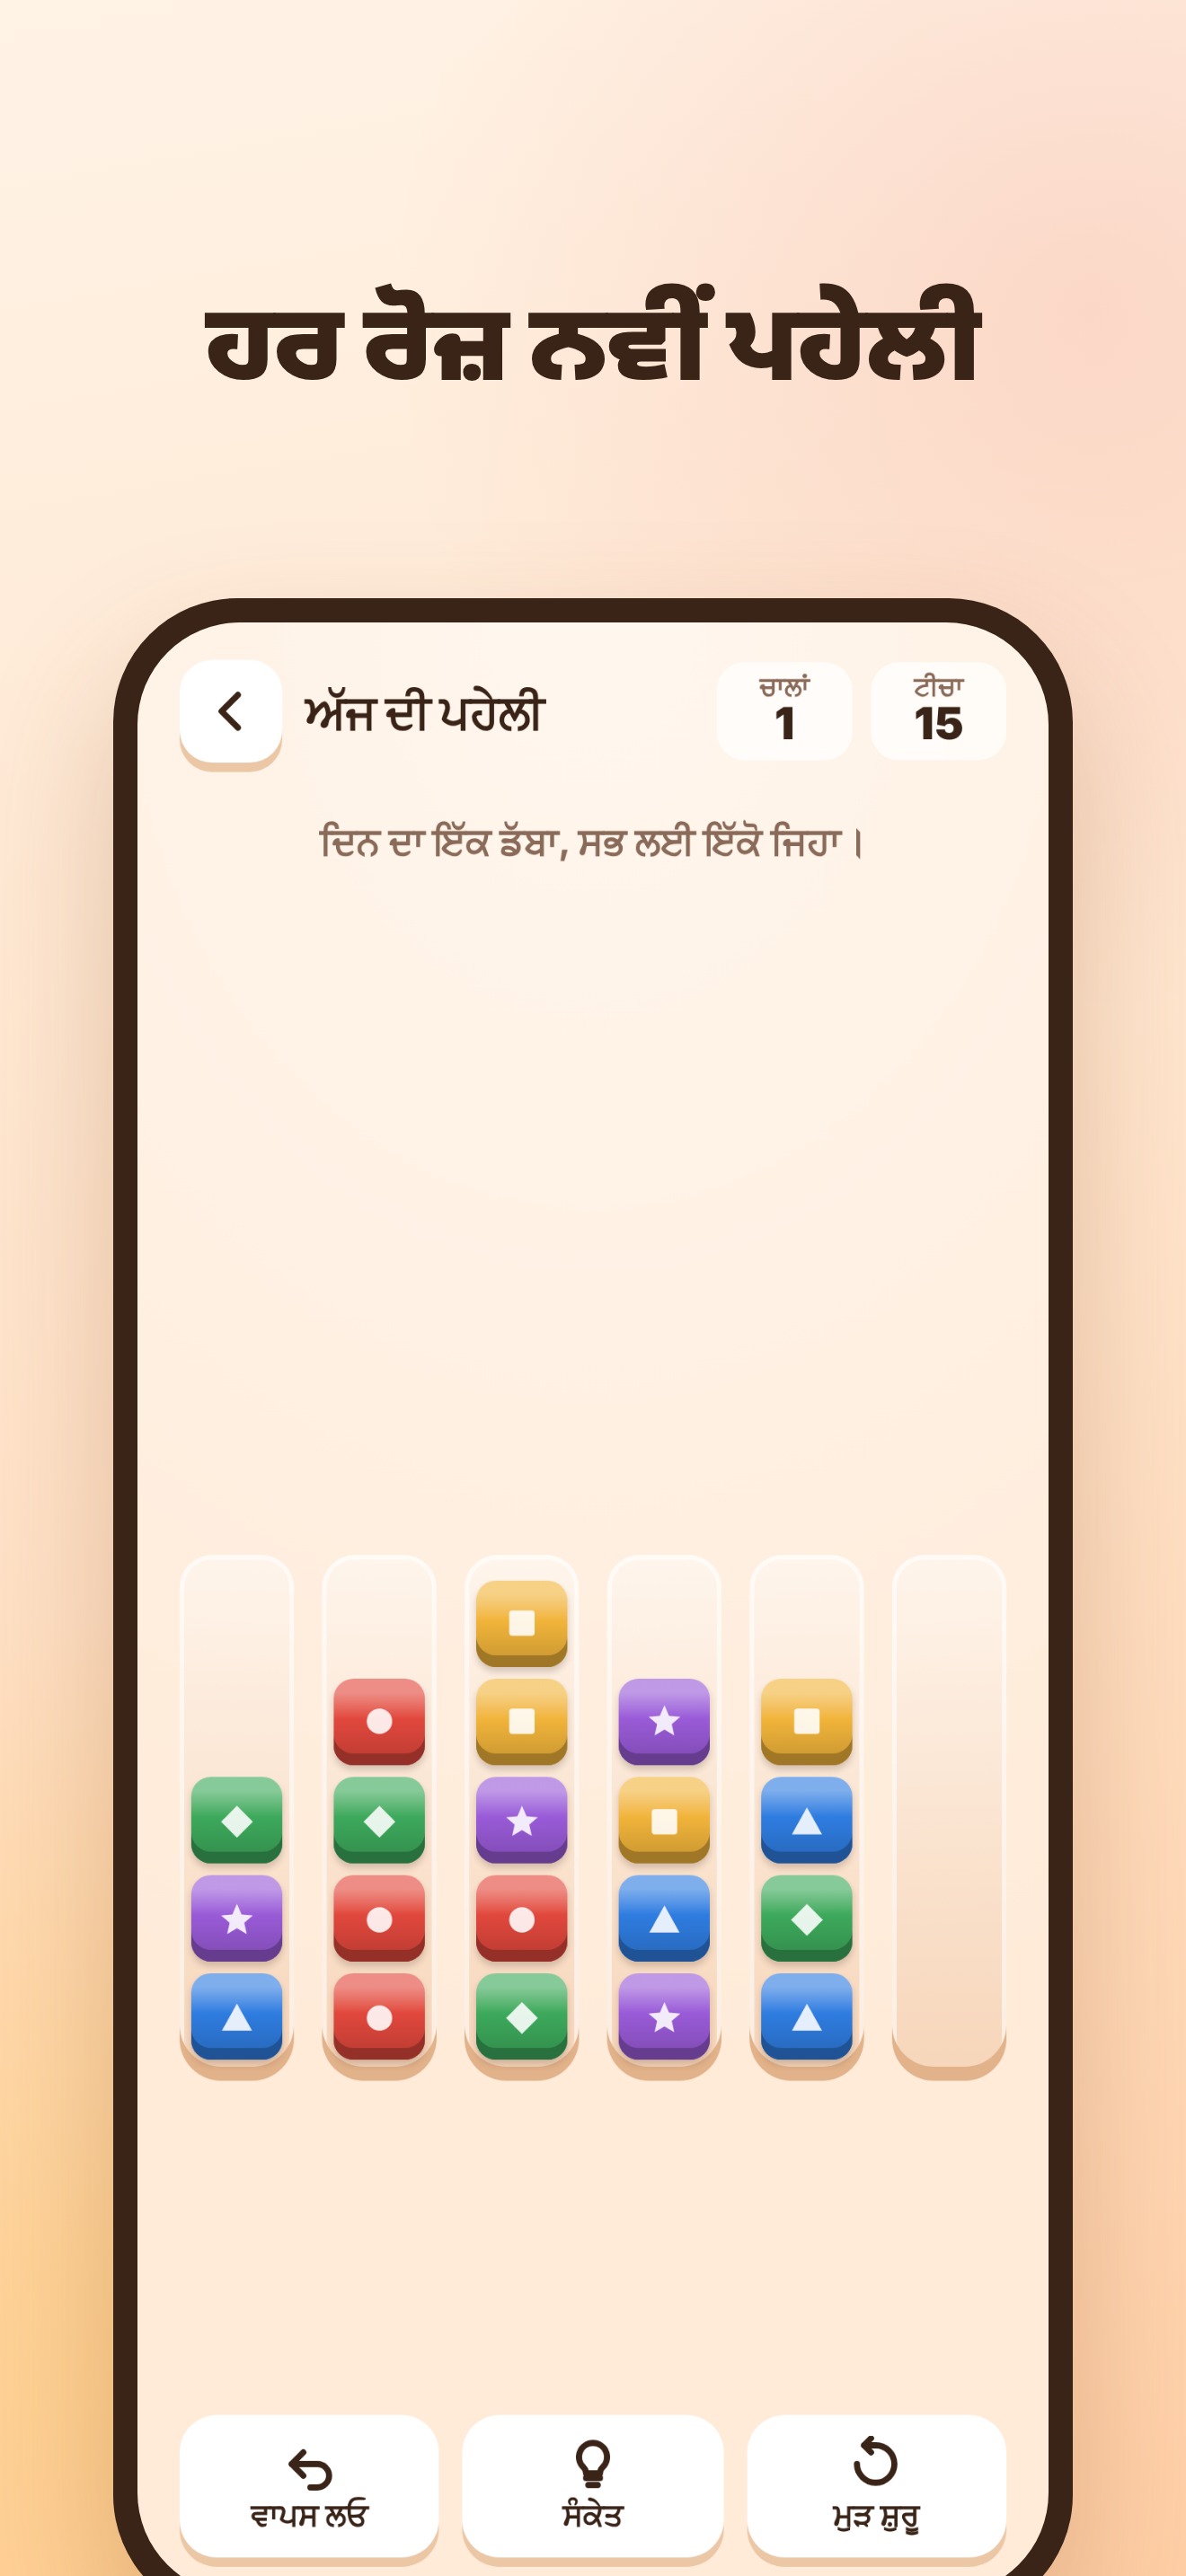 ਹਰ ਰੋਜ਼ ਨਵੀਂ ਪਹੇਲੀ
ਅੱਜ ਦੀ ਪਹੇਲੀ
ਚਾਲਾਂ
1
ਟੀਚਾ
15
ਦਿਨ ਦਾ ਇੱਕ ਡੱਬਾ, ਸਭ ਲਈ ਇੱਕੋ ਜਿਹਾ।
ਵਾਪਸ ਲਓ
ਸੰਕੇਤ
ਮੁੜ ਸ਼ੁਰੂ